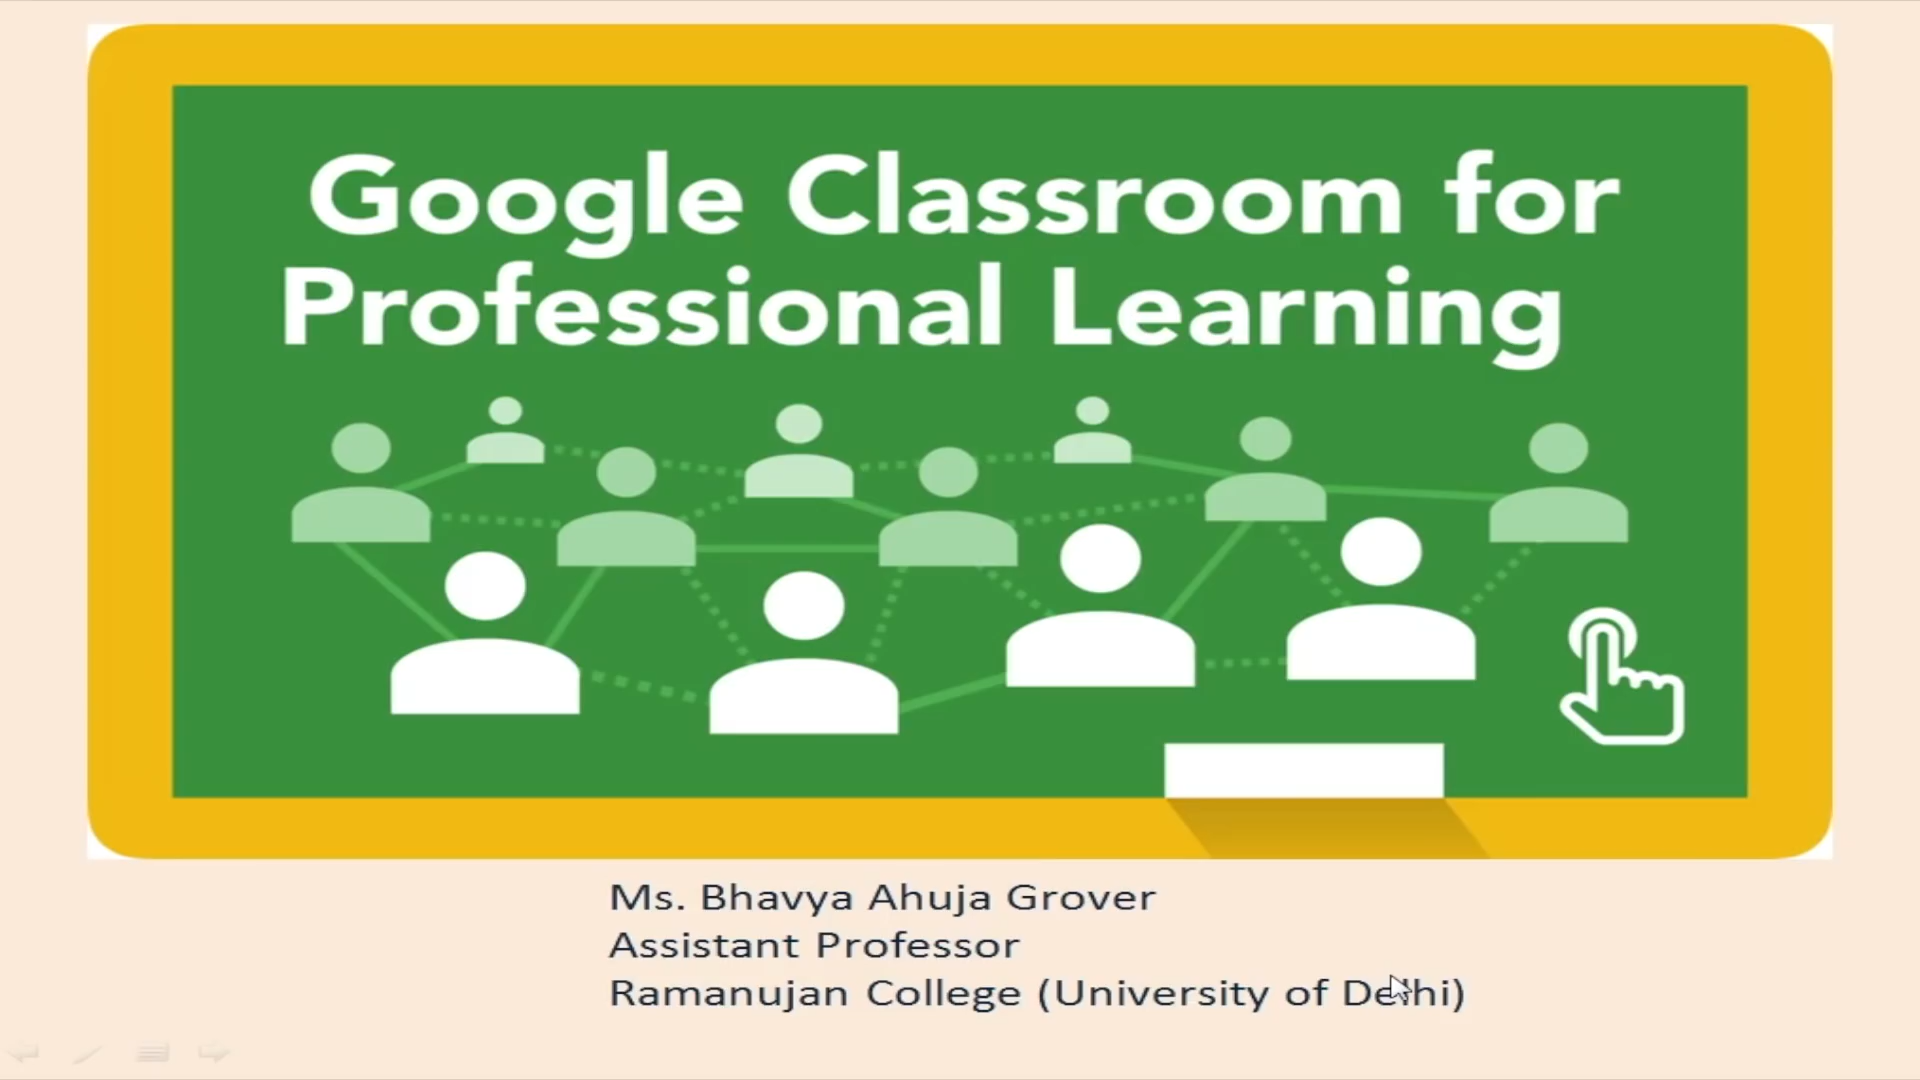 Google Classroom for
Professional Learning
Ms. Bhavya Ahuja Grover
Assistant Professor
Ramanujan College (University of Delhi)